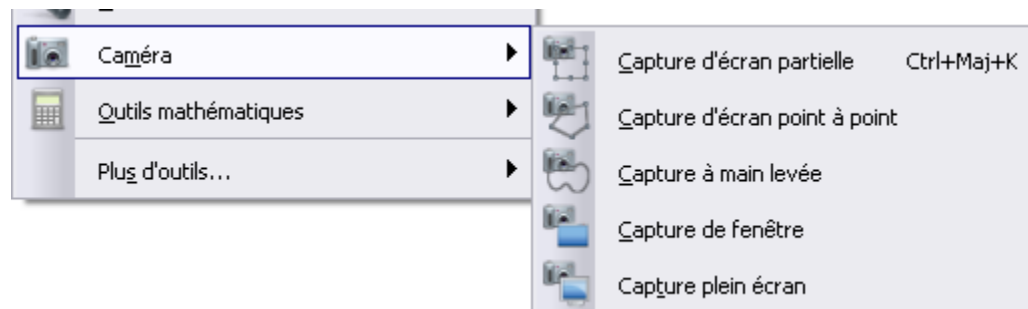 Caméra
Outils mathématiques
Plus d'outils...
Capture d'écran partielle Ctrl+Maj+K
Capture d'écran point à point
Capture à main levée
Capture de fenêtre
Capture plein écran